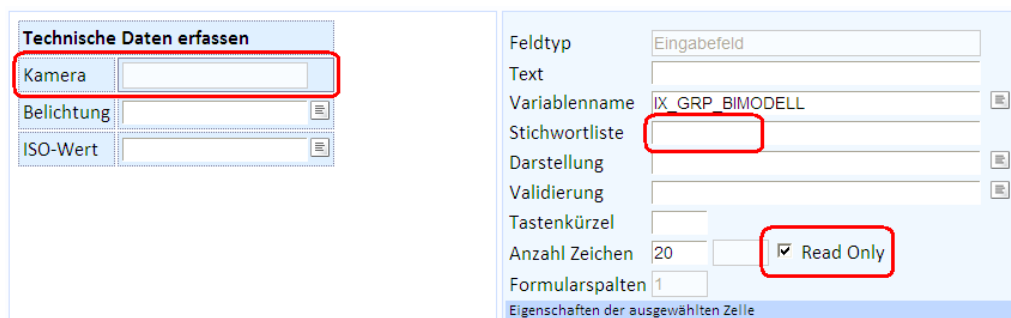 Technische Daten erfassen
Kamera
Belichtung
ISO-Wert
Feldtyp Eingabefeld
Text
Variablenname IX_GRP_BIMODELL
Stichwortliste
Darstellung
Validierung
Tastenkürzel
Anzahl Zeichen 20 Read Only
Formularspalten 1
Eigenschaften der ausgewählten Zelle